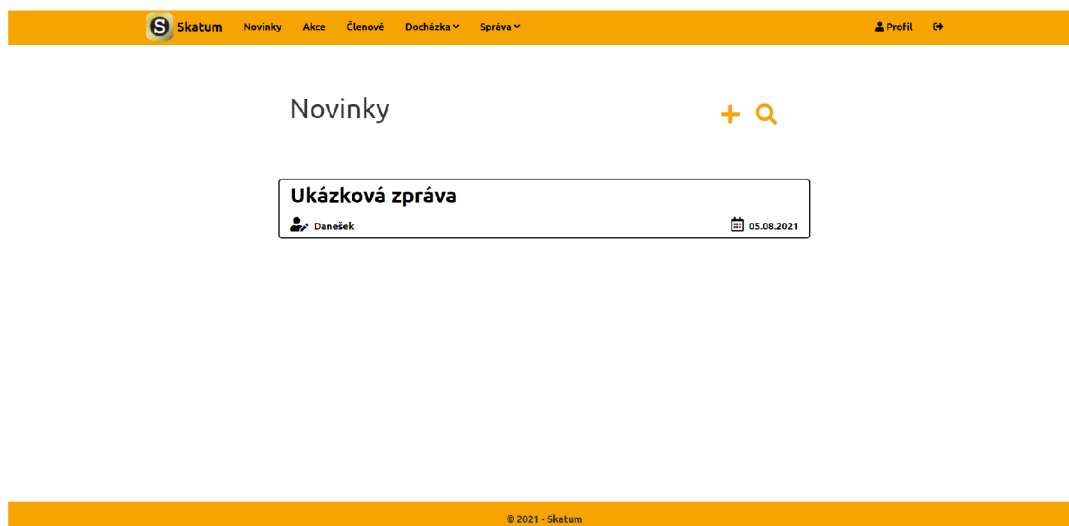 Skatum Novinky Akce Členové Docházka Správa Profil
Novinky
Ukázková zpráva
Danešek 05.08.2021
© 2021 - Skatum